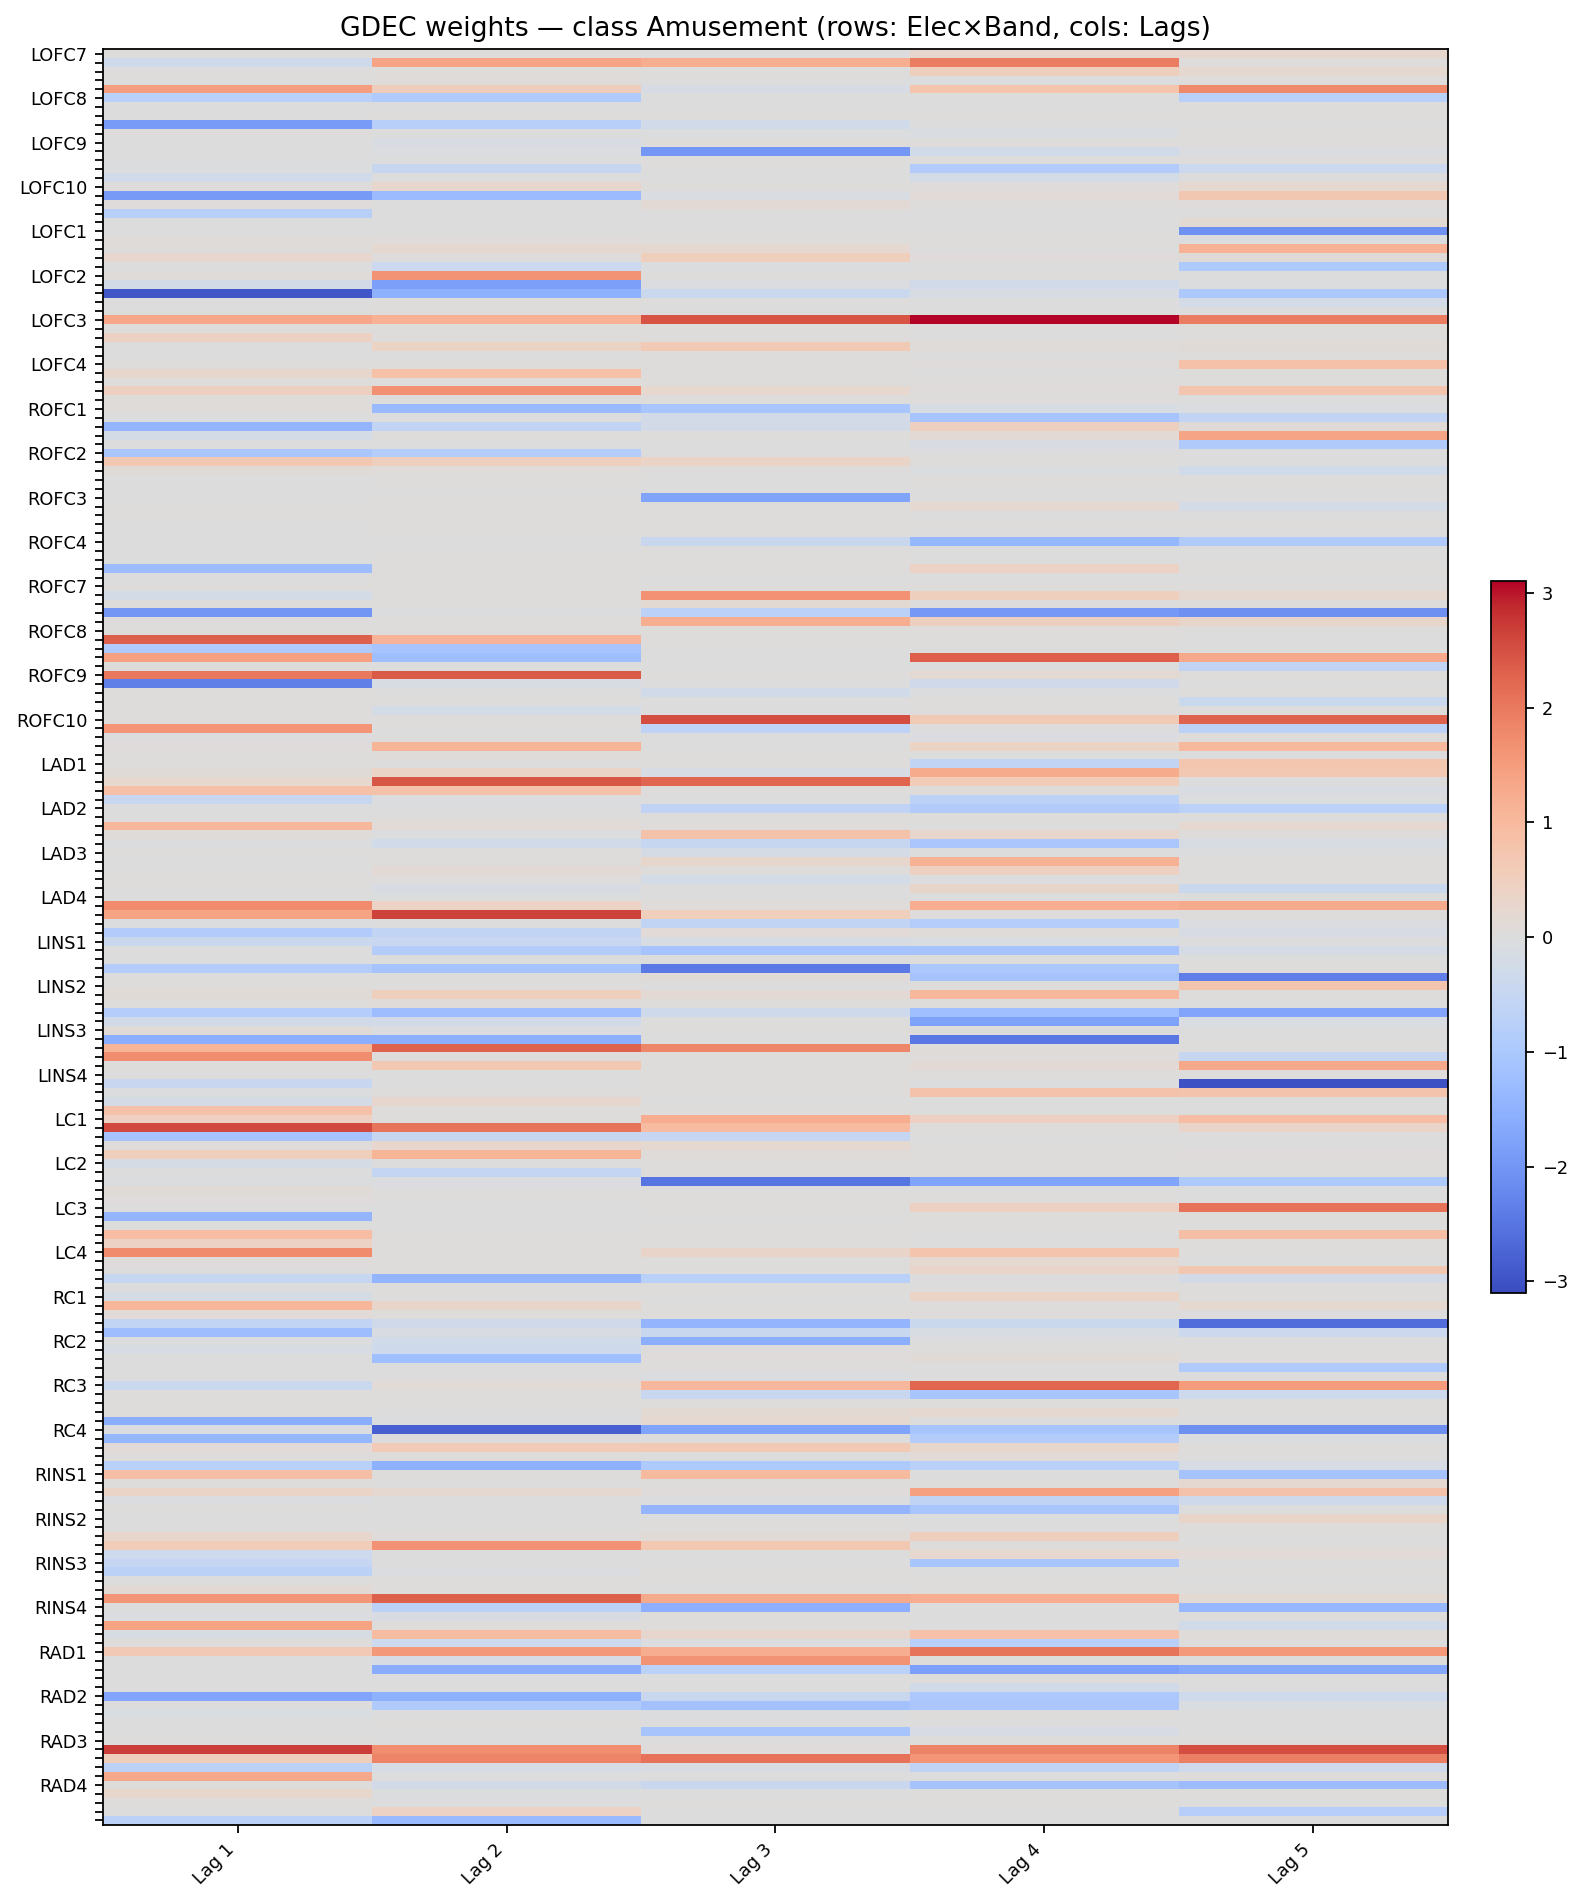 GDEC weights — class Amusement (rows: Elec×Band, cols: Lags)
LOFC7
LOFC8
LOFC9
LOFC10
LOFC1
LOFC2
LOFC3
LOFC4
ROFC1
ROFC2
ROFC3
ROFC4
ROFC7
ROFC8
ROFC9
ROFC10
LAD1
LAD2
LAD3
LAD4
LINS1
LINS2
LINS3
LINS4
LC1
LC2
LC3
LC4
RC1
RC2
RC3
RC4
RINS1
RINS2
RINS3
RINS4
RAD1
RAD2
RAD3
RAD4
Lag 1
Lag 2
Lag 3
Lag 4
Lag 5
3
2
1
0
−1
−2
−3